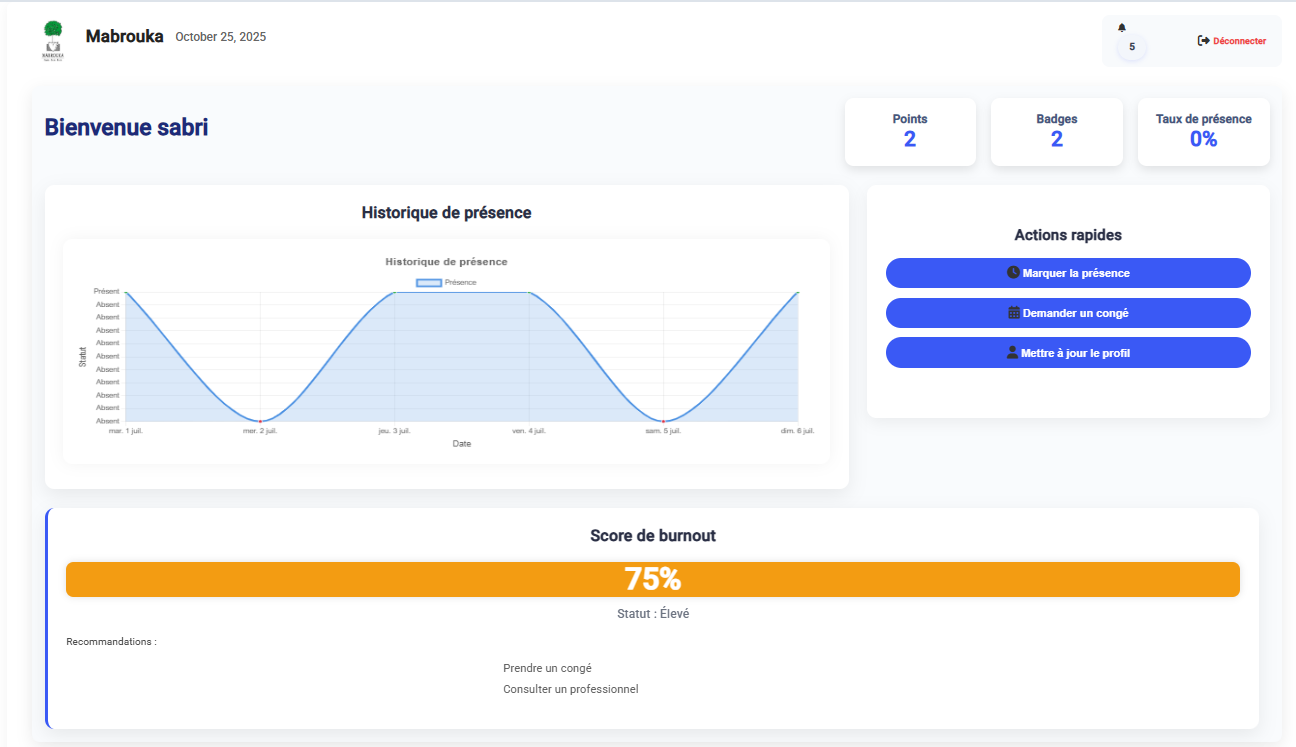 Mabrouka
October 25, 2025
5
Déconnecter
MABROUKA
Bienvenue sabri
Points
2
Badges
2
Taux de présence
0%
Historique de présence
Historique de présence
Présence
Présent
Absent
Absent
Absent
Absent
Absent
Absent
Absent
Absent
Absent
Absent
Statut
mar. 1 juil.
mer. 2 juil.
jeu. 3 juil.
ven. 4 juil.
sam. 5 juil.
dim. 6 juil.
Date
Actions rapides
Marquer la présence
Demander un congé
Mettre à jour le profil
Score de burnout
75%
Statut : Élevé
Recommandations :
Prendre un congé
Consulter un professionnel